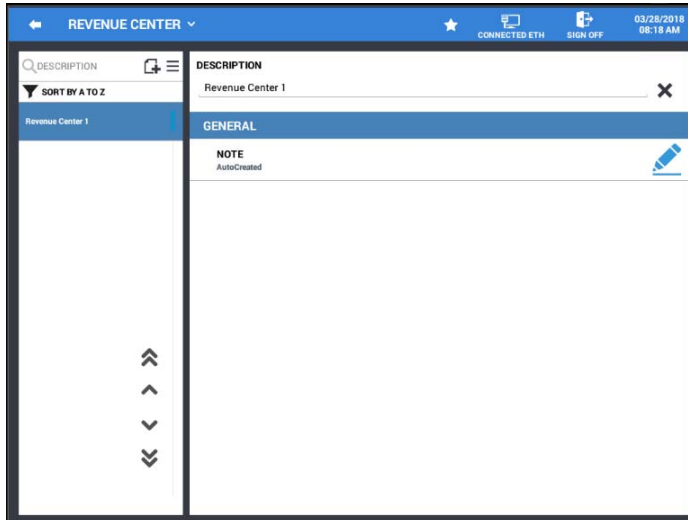 REVENUE CENTER
CONNECTED ETH
SIGN OFF
03/28/2018
08:18 AM
DESCRIPTION
SORT BY A TO Z
Revenue Center 1
DESCRIPTION
Revenue Center 1
GENERAL
NOTE
AutoCreated